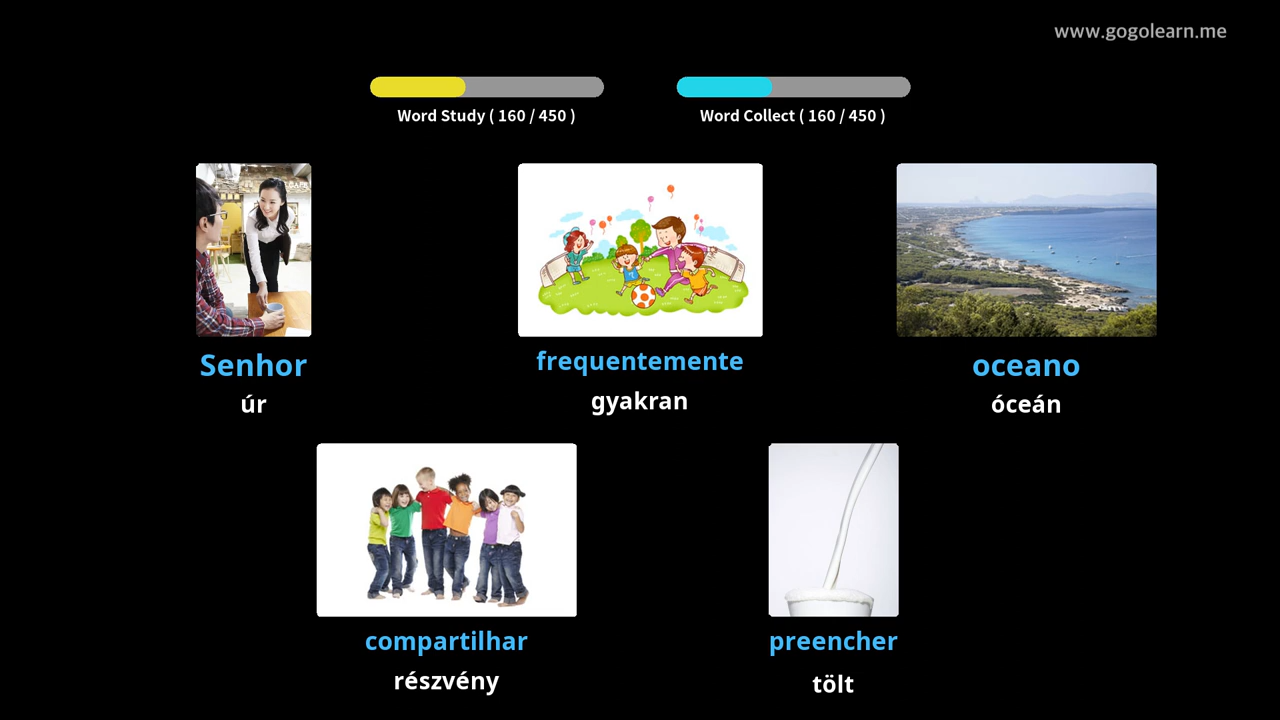 www.gogolearn.me
Word Study ( 160 / 450 )
Word Collect ( 160 / 450 )
Senhor
úr
frequentemente
gyakran
oceano
óceán
compartilhar
részvény
preencher
tölt